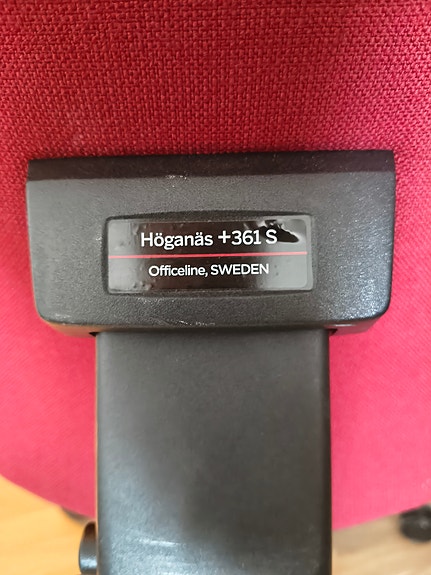 Höganäs +361 S
Officeline, SWEDEN